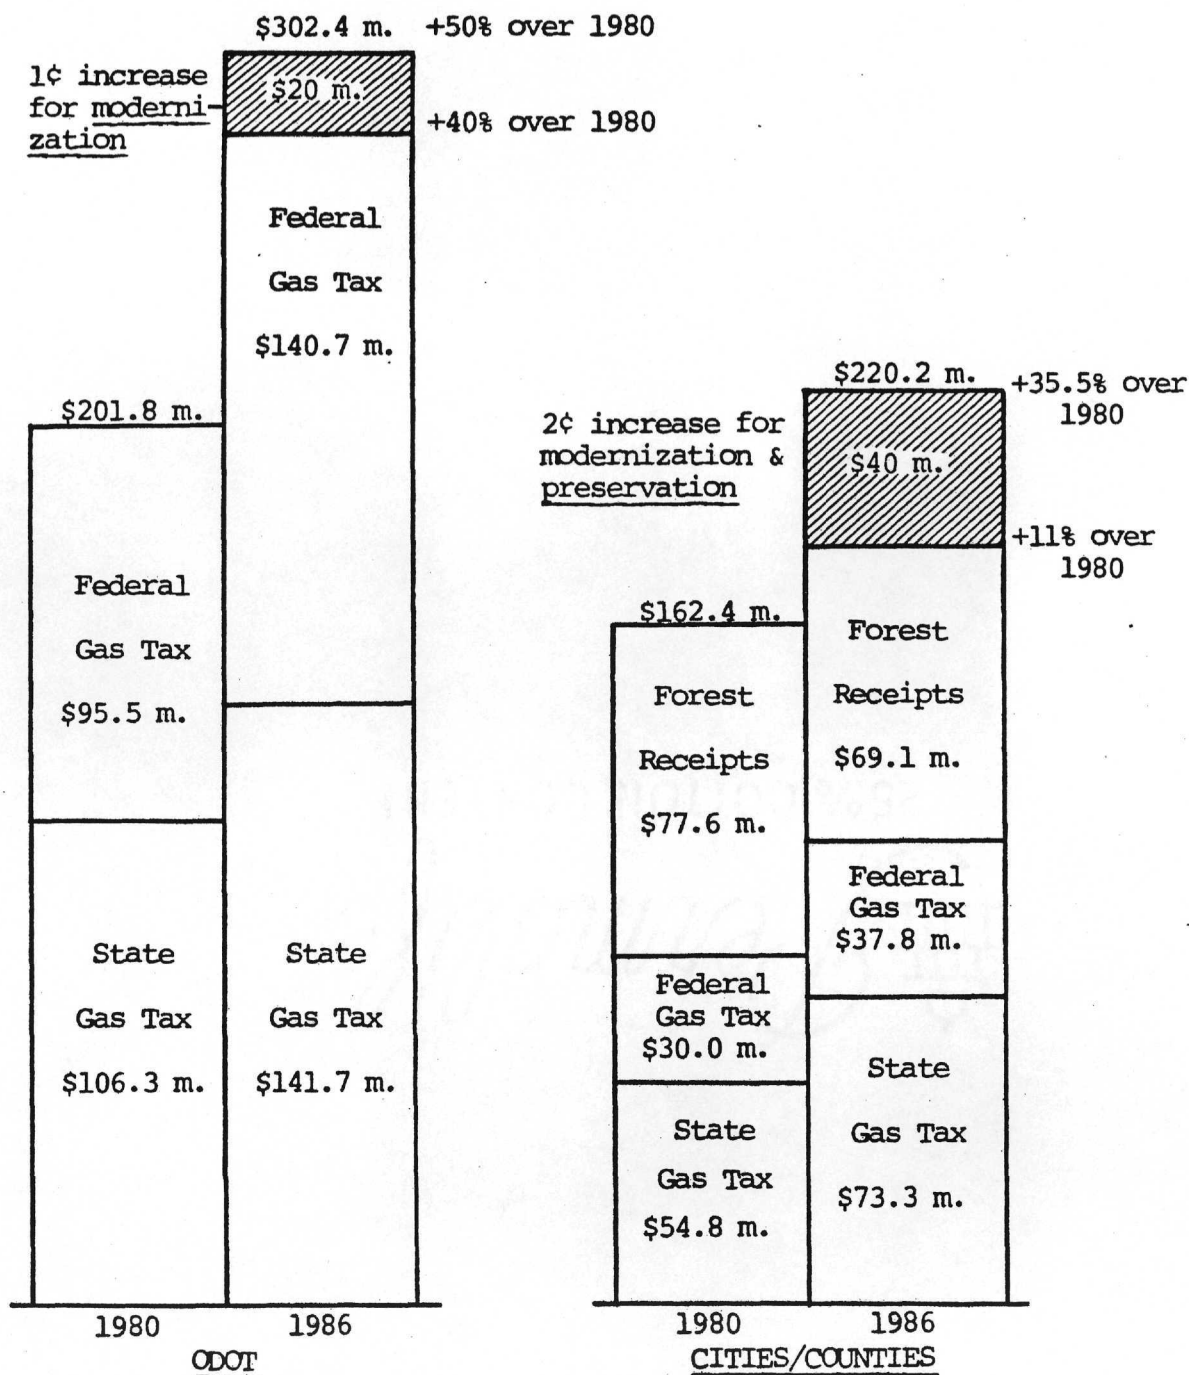 $302.4 m. +50% over 1980
1¢ increase
for moderni-
zation
$20 m.
+40% over 1980
Federal
Gas Tax
$140.7 m.
$201.8 m.
Federal
Gas Tax
$95.5 m.
State
Gas Tax
$106.3 m.
State
Gas Tax
$141.7 m.
1980
1986
ODOT
$220.2 m.
+35.5% over
1980
2¢ increase for
modernization &
preservation
$40 m.
+11% over
1980
$162.4 m.
Forest
Receipts
$77.6 m.
Federal
Gas Tax
$30.0 m.
State
Gas Tax
$54.8 m.
Forest
Receipts
$69.1 m.
Federal
Gas Tax
$37.8 m.
State
Gas Tax
$73.3 m.
1980
1986
CITIES/COUNTIES